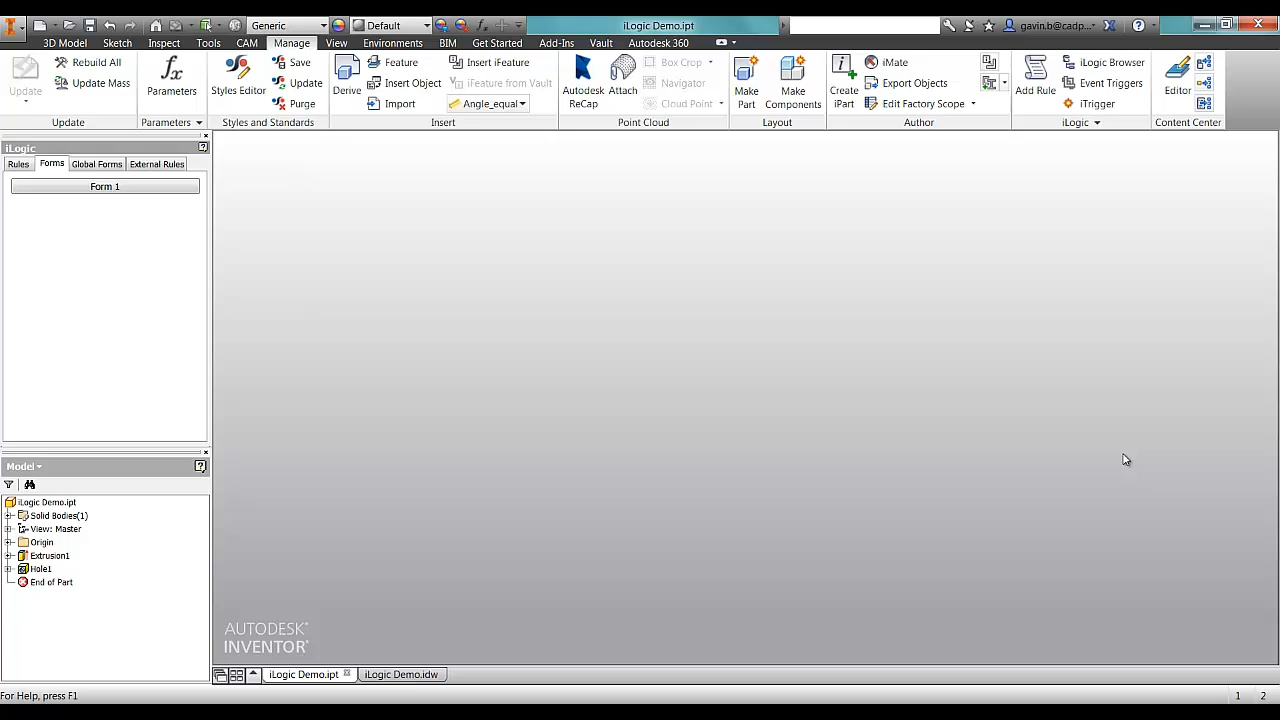 Generic
Default
iLogic Demo.ipt
gavin.b@cadp...
3D Model Sketch Inspect Tools CAM Manage View Environments BIM Get Started Add-Ins Vault Autodesk 360
Update
Rebuild All
Update Mass
Update
fx
Parameters
Parameters
Styles Editor
Save
Update
Purge
Styles and Standards
Derive
Feature
Insert Object
Import
Insert iFeature
iFeature from Vault
Angle_equal
Insert
Autodesk
ReCap
Attach
Box Crop
Navigator
Cloud Point
Point Cloud
Make
Part
Make
Components
Layout
Create
iPart
iMate
Export Objects
Edit Factory Scope
Author
Add Rule
iLogic Browser
Event Triggers
iTrigger
iLogic
Editor
Content Center
iLogic
Rules Forms Global Forms External Rules
Form 1
Model
iLogic Demo.ipt
Solid Bodies(1)
View: Master
Origin
Extrusion1
Hole1
End of Part
AUTODESK®
INVENTOR®
iLogic Demo.ipt iLogic Demo.idw
For Help, press F1
1 2